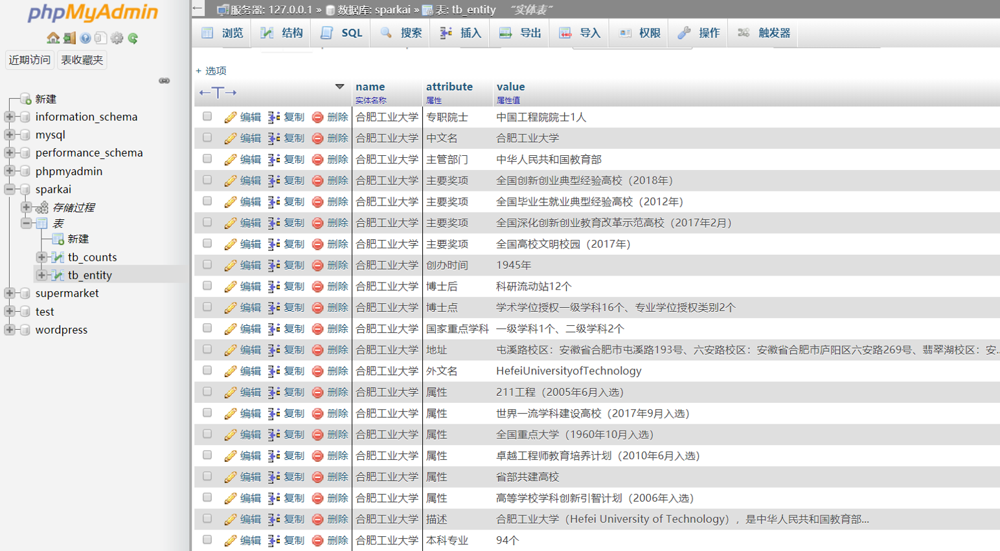 phpMyAdmin
近期访问 表收藏夹
新建
information_schema
mysql
performance_schema
phpmyadmin
sparkai
存储过程
表
新建
tb_counts
tb_entity
supermarket
test
wordpress
服务器: 127.0.0.1 » 数据库: sparkai » 表: tb_entity “实体表”
浏览 结构 SQL 搜索 插入 导出 导入 权限 操作 触发器
+ 选项
←T→ name attribute value
实体名称 属性 属性值
编辑 复制 删除 合肥工业大学 专职院士 中国工程院院士1人
编辑 复制 删除 合肥工业大学 中文名 合肥工业大学
编辑 复制 删除 合肥工业大学 主管部门 中华人民共和国教育部
编辑 复制 删除 合肥工业大学 主要奖项 全国创新创业典型经验高校（2018年）
编辑 复制 删除 合肥工业大学 主要奖项 全国毕业生就业典型经验高校（2012年）
编辑 复制 删除 合肥工业大学 主要奖项 全国深化创新创业教育改革示范高校（2017年2月）
编辑 复制 删除 合肥工业大学 主要奖项 全国高校文明校园（2017年）
编辑 复制 删除 合肥工业大学 创办时间 1945年
编辑 复制 删除 合肥工业大学 博士后 科研流动站12个
编辑 复制 删除 合肥工业大学 博士点 学术学位授权一级学科16个、专业学位授权类别2个
编辑 复制 删除 合肥工业大学 国家重点学科 一级学科1个、二级学科2个
编辑 复制 删除 合肥工业大学 地址 屯溪路校区：安徽省合肥市屯溪路193号、六安路校区：安徽省合肥市庐阳区六安路269号、翡翠湖校区：安...
编辑 复制 删除 合肥工业大学 外文名 HefeiUniversityofTechnology
编辑 复制 删除 合肥工业大学 属性 211工程（2005年6月入选）
编辑 复制 删除 合肥工业大学 属性 世界一流学科建设高校（2017年9月入选）
编辑 复制 删除 合肥工业大学 属性 全国重点大学（1960年10月入选）
编辑 复制 删除 合肥工业大学 属性 卓越工程师教育培养计划（2010年6月入选）
编辑 复制 删除 合肥工业大学 属性 省部共建高校
编辑 复制 删除 合肥工业大学 属性 高等学校学科创新引智计划（2006年入选）
编辑 复制 删除 合肥工业大学 描述 合肥工业大学（Hefei University of Technology），是中华人民共和国教育部...
编辑 复制 删除 合肥工业大学 本科专业 94个